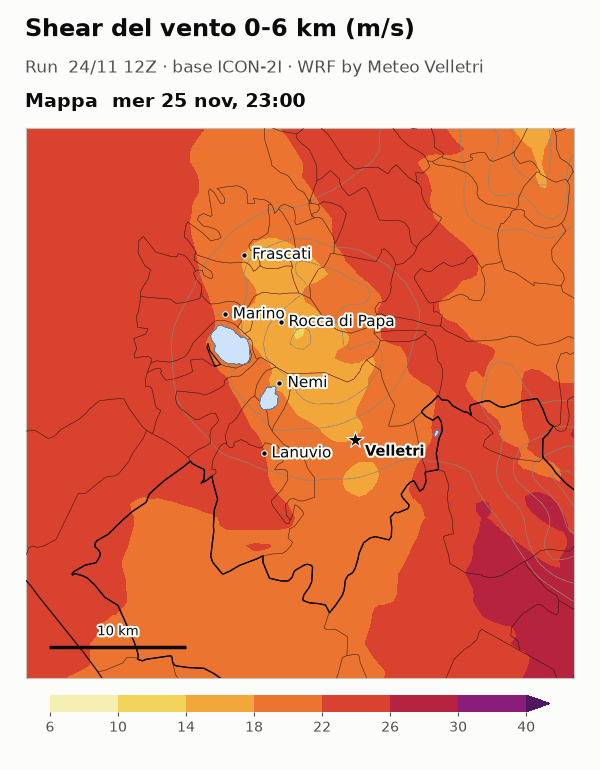 Shear del vento 0-6 km (m/s)
Run  24/11 12Z · base ICON-2I · WRF by Meteo Velletri
Mappa  mer 25 nov, 23:00
Frascati
Marino
Rocca di Papa
Nemi
Velletri
Lanuvio
10 km
6 10 14 18 22 26 30 40